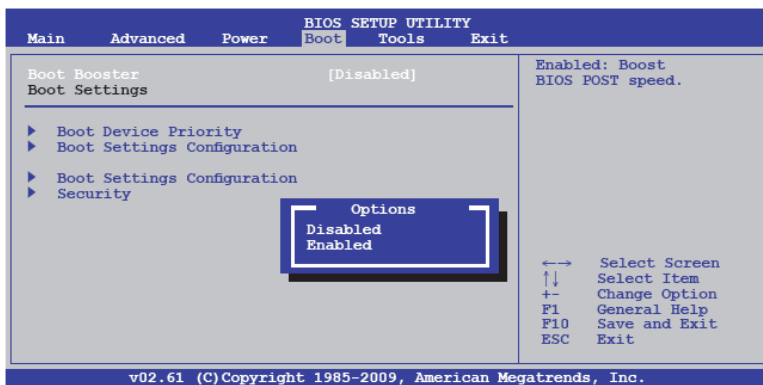 BIOS SETUP UTILITY
Main Advanced Power Boot Tools Exit
Boot Booster [Disabled]
Boot Settings
Boot Device Priority
Boot Settings Configuration
Boot Settings Configuration
Security
Options
Disabled
Enabled
Enabled: Boost
BIOS POST speed.
←→ Select Screen
↑↓ Select Item
+- Change Option
F1 General Help
F10 Save and Exit
ESC Exit
v02.61 (C)Copyright 1985-2009, American Megatrends, Inc.